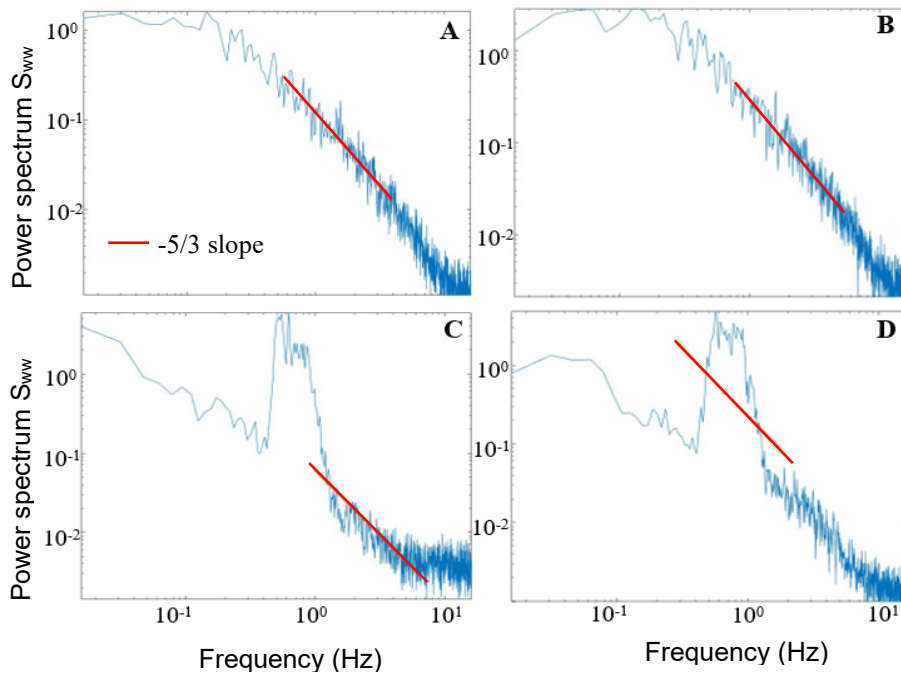 A
B
Power spectrum Sww
10⁰
10⁻¹
10⁻²
-5/3 slope
10⁰
10⁻¹
10⁻²
C
D
Power spectrum Sww
10⁰
10⁻¹
10⁻²
10⁰
10⁻¹
10⁻²
10⁻¹
10⁰
10¹
10⁻¹
10⁰
10¹
Frequency (Hz)
Frequency (Hz)